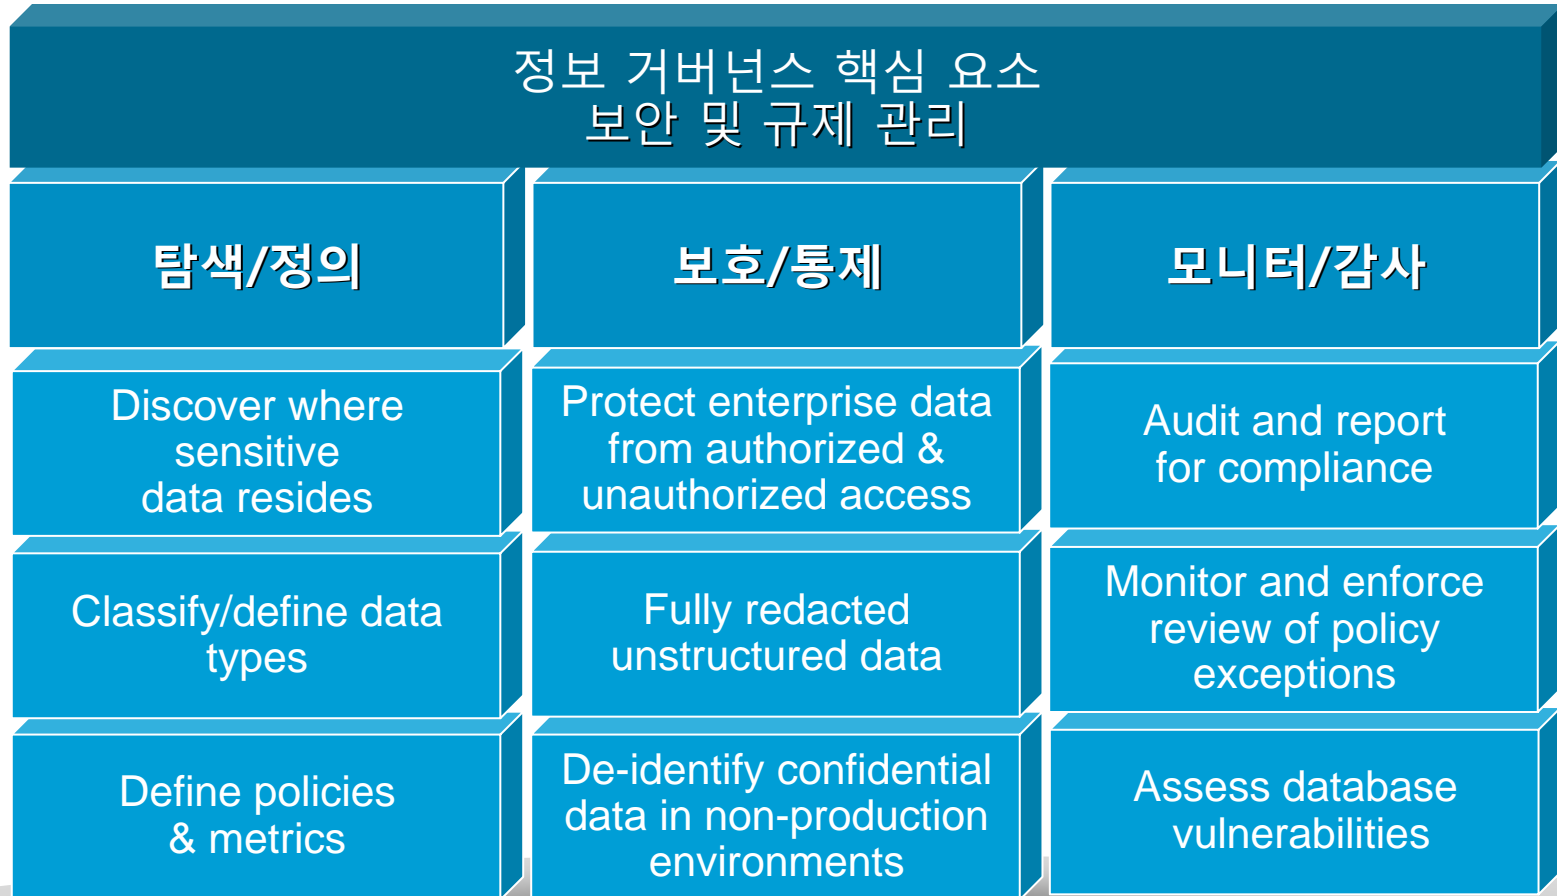 정보 거버넌스 핵심 요소
보안 및 규제 관리
탐색/정의
보호/통제
모니터/감사
Discover where
sensitive
data resides
Protect enterprise data
from authorized &
unauthorized access
Audit and report
for compliance
Classify/define data
types
Fully redacted
unstructured data
Monitor and enforce
review of policy
exceptions
Define policies
& metrics
De-identify confidential
data in non-production
environments
Assess database
vulnerabilities